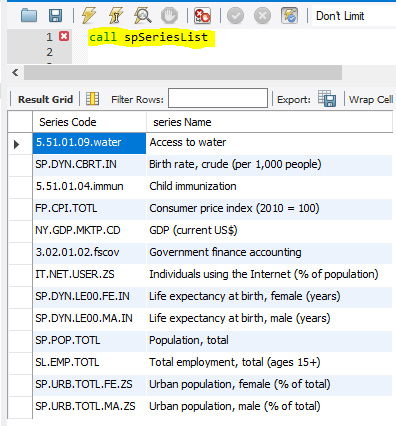 Don't Limit
1 call spSeriesList
2
Result Grid Filter Rows: Export: Wrap Cell
Series Code series Name
5.51.01.09.water Access to water
SP.DYN.CBRT.IN Birth rate, crude (per 1,000 people)
5.51.01.04.immun Child immunization
FP.CPI.TOTL Consumer price index (2010 = 100)
NY.GDP.MKTP.CD GDP (current US$)
3.02.01.02.fscov Government finance accounting
IT.NET.USER.ZS Individuals using the Internet (% of population)
SP.DYN.LE00.FE.IN Life expectancy at birth, female (years)
SP.DYN.LE00.MA.IN Life expectancy at birth, male (years)
SP.POP.TOTL Population, total
SL.EMP.TOTL Total employment, total (ages 15+)
SP.URB.TOTL.FE.ZS Urban population, female (% of total)
SP.URB.TOTL.MA.ZS Urban population, male (% of total)